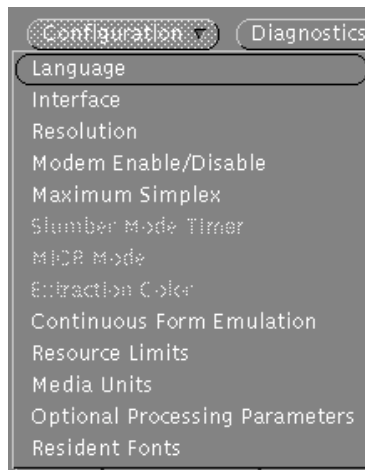 Configuration Diagnostics
Language
Interface
Resolution
Modem Enable/Disable
Maximum Simplex
Slumber Mode Timer
MICR Mode
Extraction Color
Continuous Form Emulation
Resource Limits
Media Units
Optional Processing Parameters
Resident Fonts